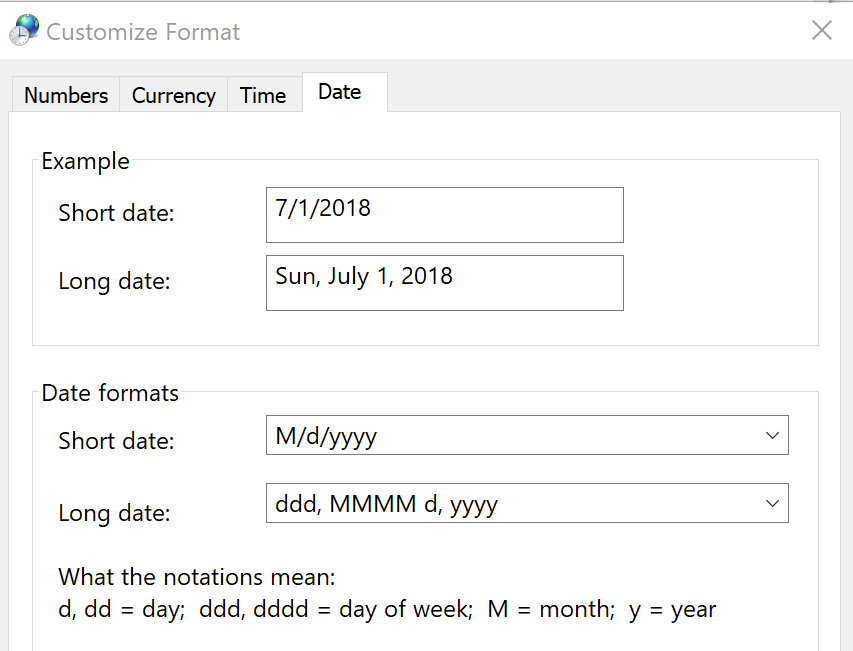 Customize Format
Numbers Currency Time Date
Example
Short date: 7/1/2018
Long date: Sun, July 1, 2018
Date formats
Short date: M/d/yyyy
Long date: ddd, MMMM d, yyyy
What the notations mean:
d, dd = day;  ddd, dddd = day of week;  M = month;  y = year